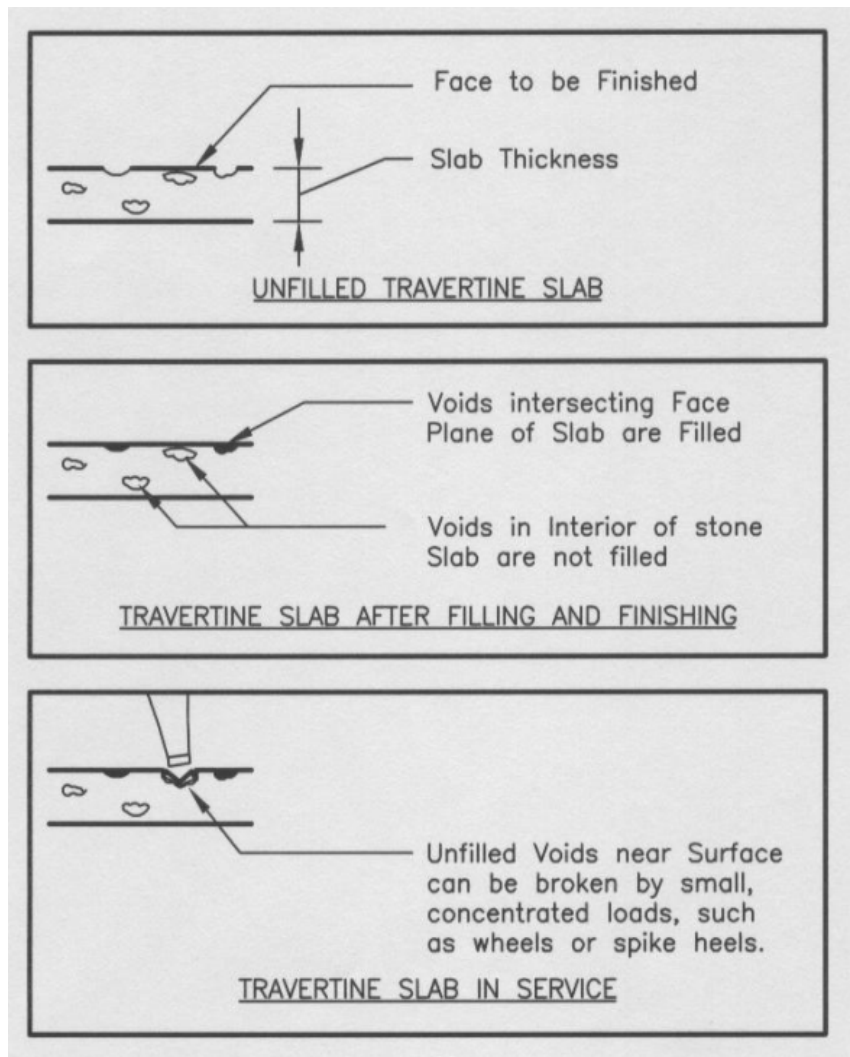 Face to be Finished
Slab Thickness
UNFILLED TRAVERTINE SLAB
Voids intersecting Face
Plane of Slab are Filled
Voids in Interior of stone
Slab are not filled
TRAVERTINE SLAB AFTER FILLING AND FINISHING
Unfilled Voids near Surface
can be broken by small,
concentrated loads, such
as wheels or spike heels.
TRAVERTINE SLAB IN SERVICE